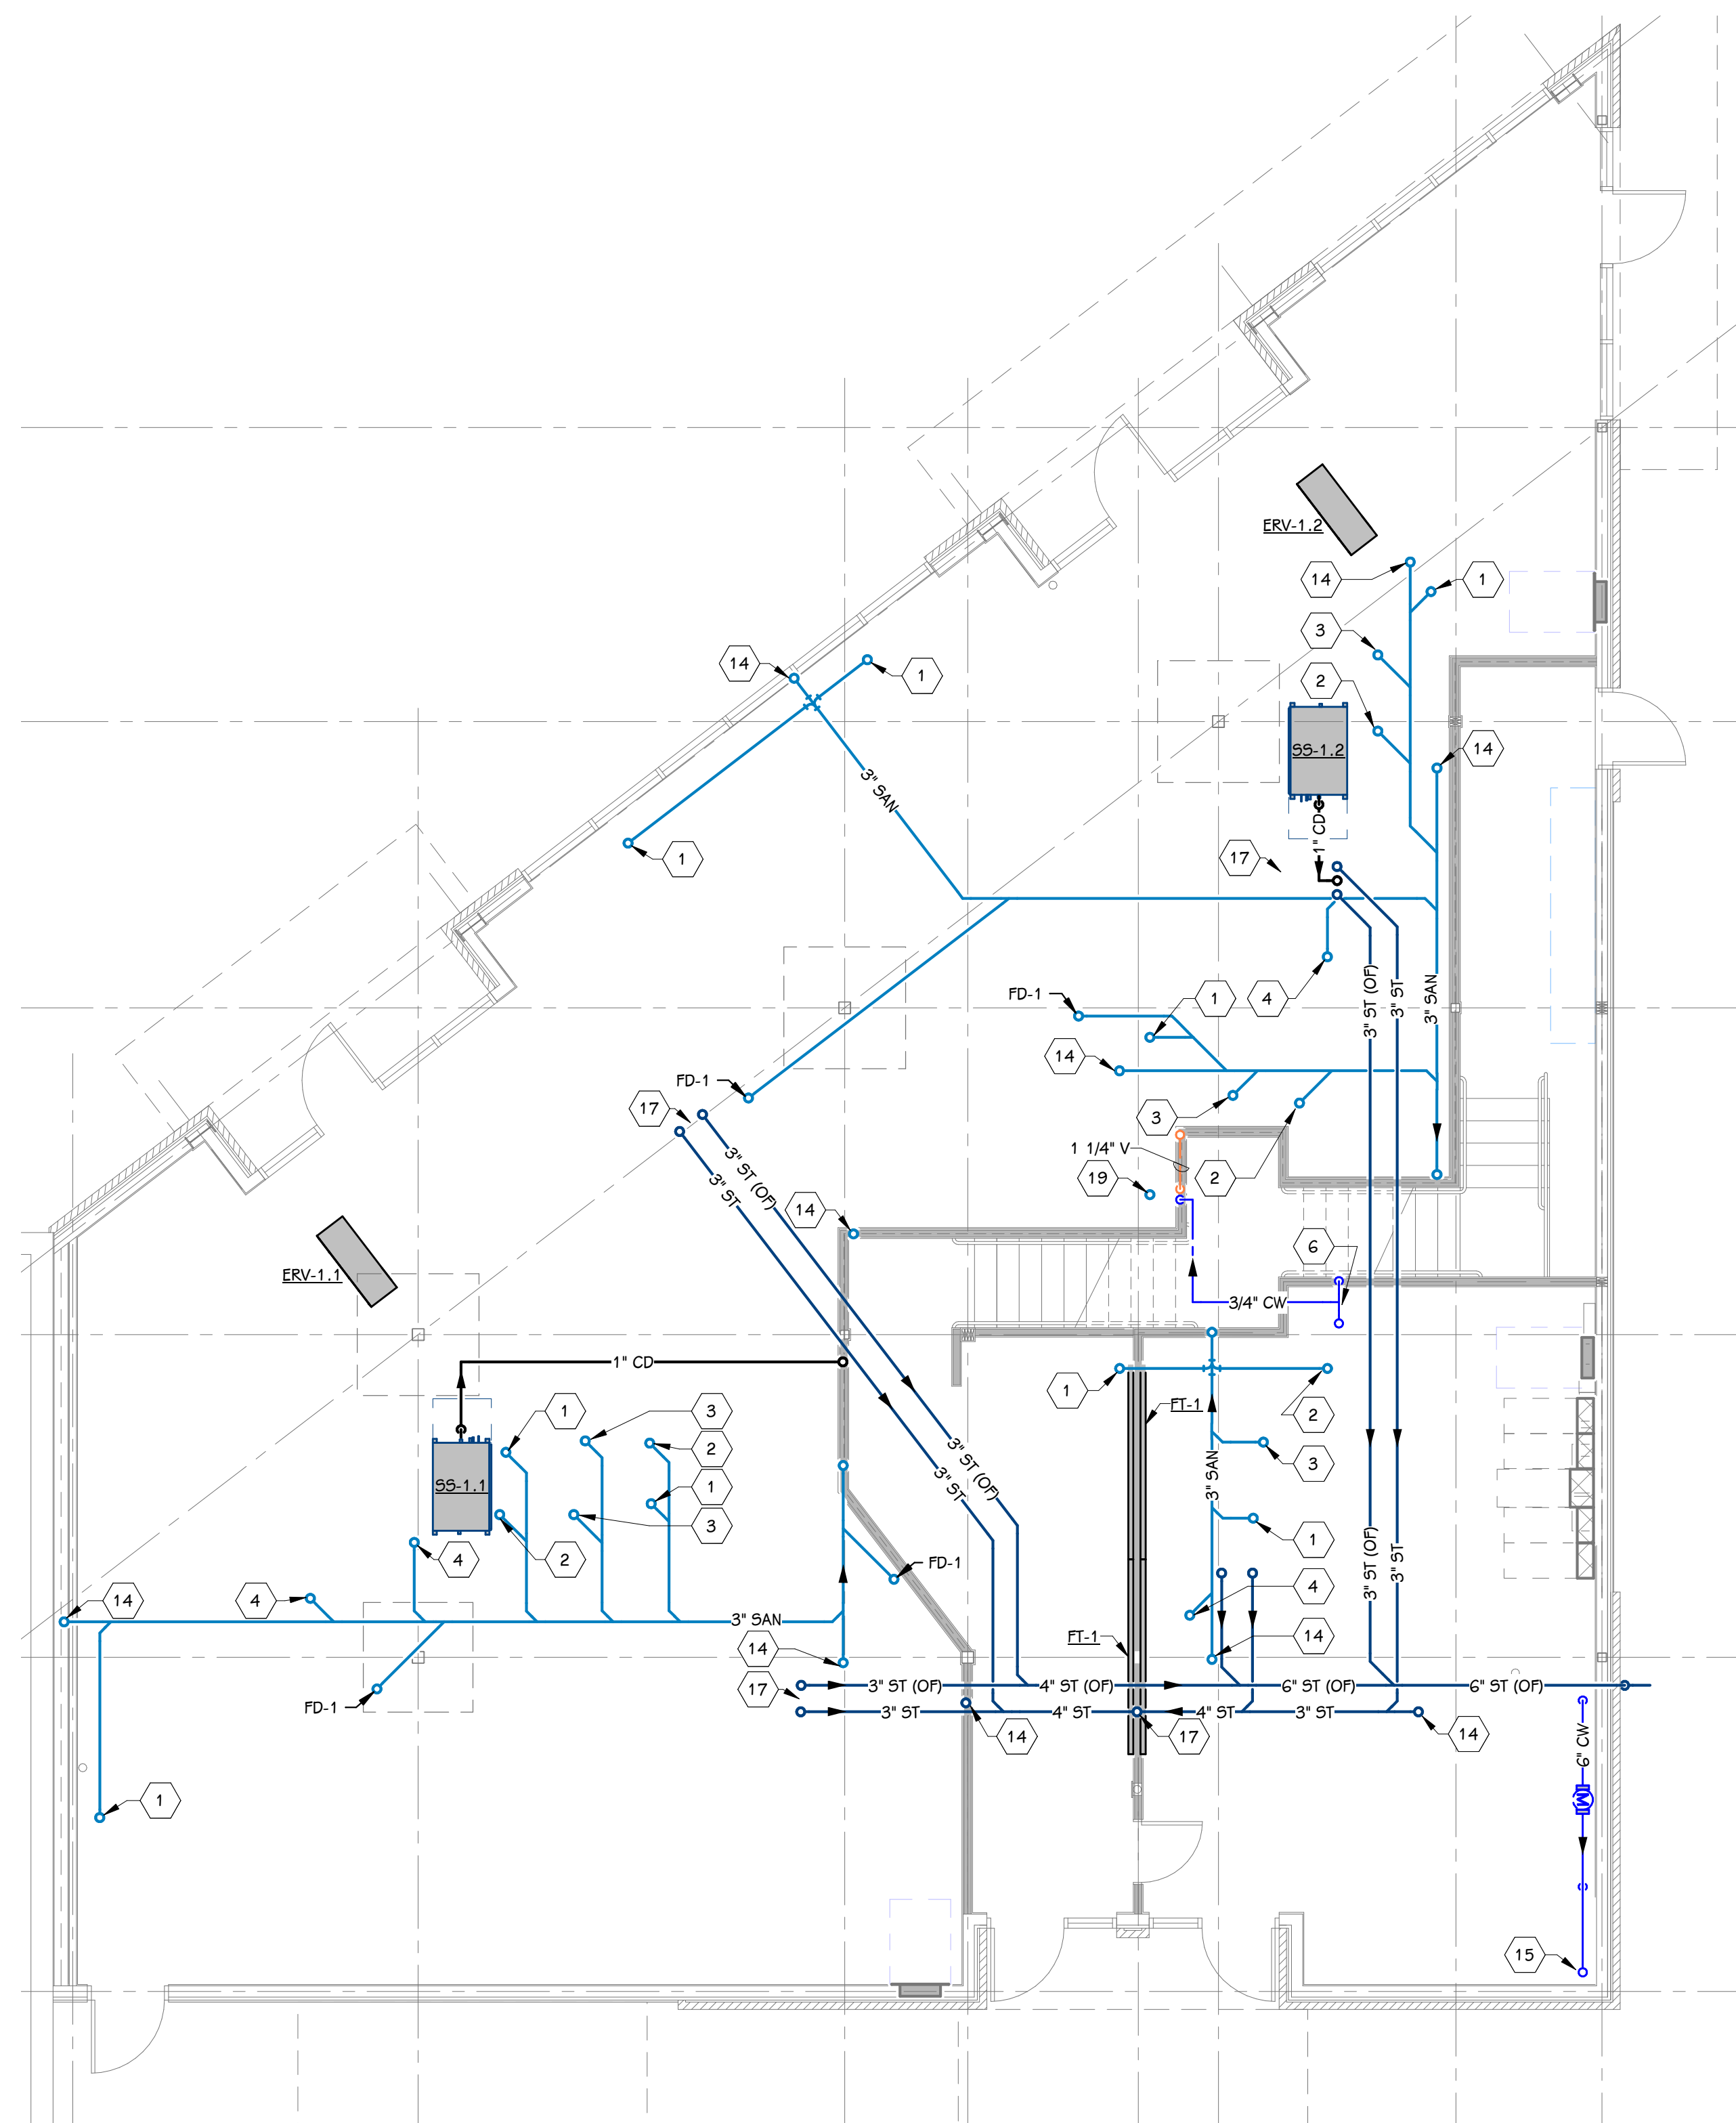 ERV-1.2
14
1
3
14
1
2
SS-1.2
14
3" SAN
1" CD
17
1
3" ST (OF)
3" ST
3" SAN
FD-1
1
4
14
FD-1
17
3
1 1/4" V
3" ST (OF)
3" ST
19
2
14
6
ERV-1.1
3/4" CW
1" CD
1
FT-1
1
3
2
2
3" ST (OF)
3" ST
3" SAN
3
SS-1.1
1
3
1
4
2
FD-1
3" ST (OF)
3" ST
4
14
4
3" SAN
14
FT-1
14
17
3" ST (OF)
4" ST (OF)
6" ST (OF)
6" ST (OF)
FD-1
3" ST
4" ST
4" ST
3" ST
14
17
14
6" CW
1
M
15